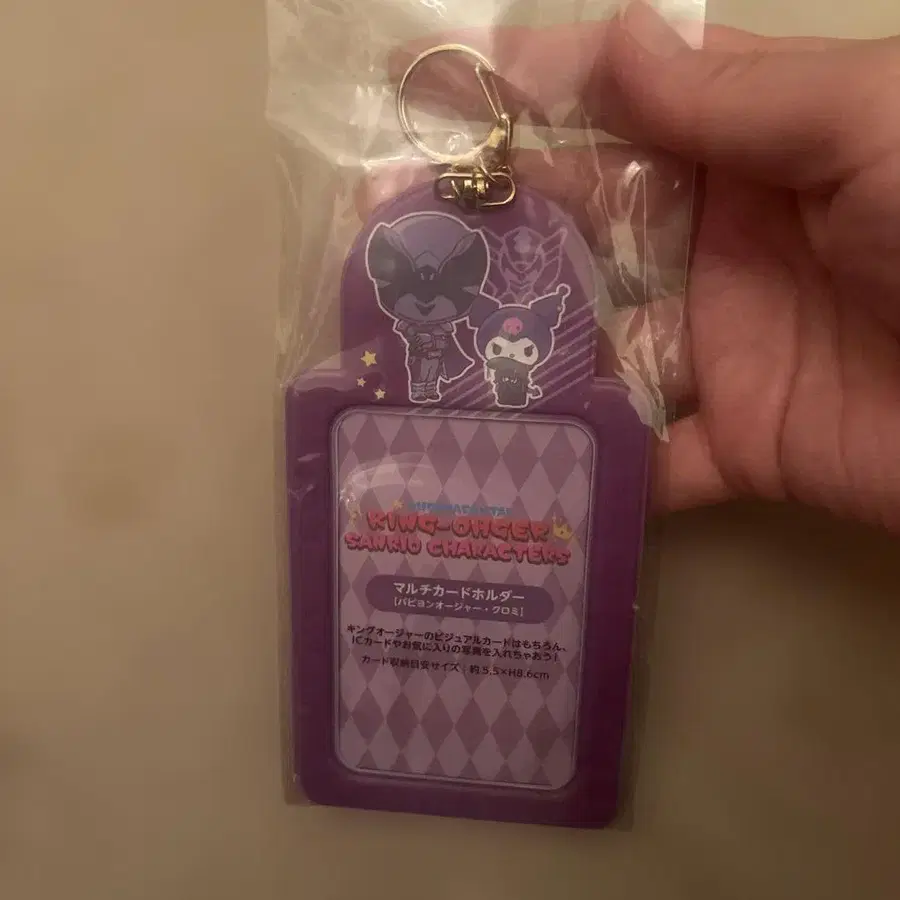 KING-OHGER
SANRIO CHARACTERS
マルチカードホルダー
[パピヨンオージャー・クロミ]
キングオージャーのビジュアルカードはもちろん、
ICカードやお気に入りの写真を入れちゃおう!
カード収納目安サイズ:約5.5×H8.6cm